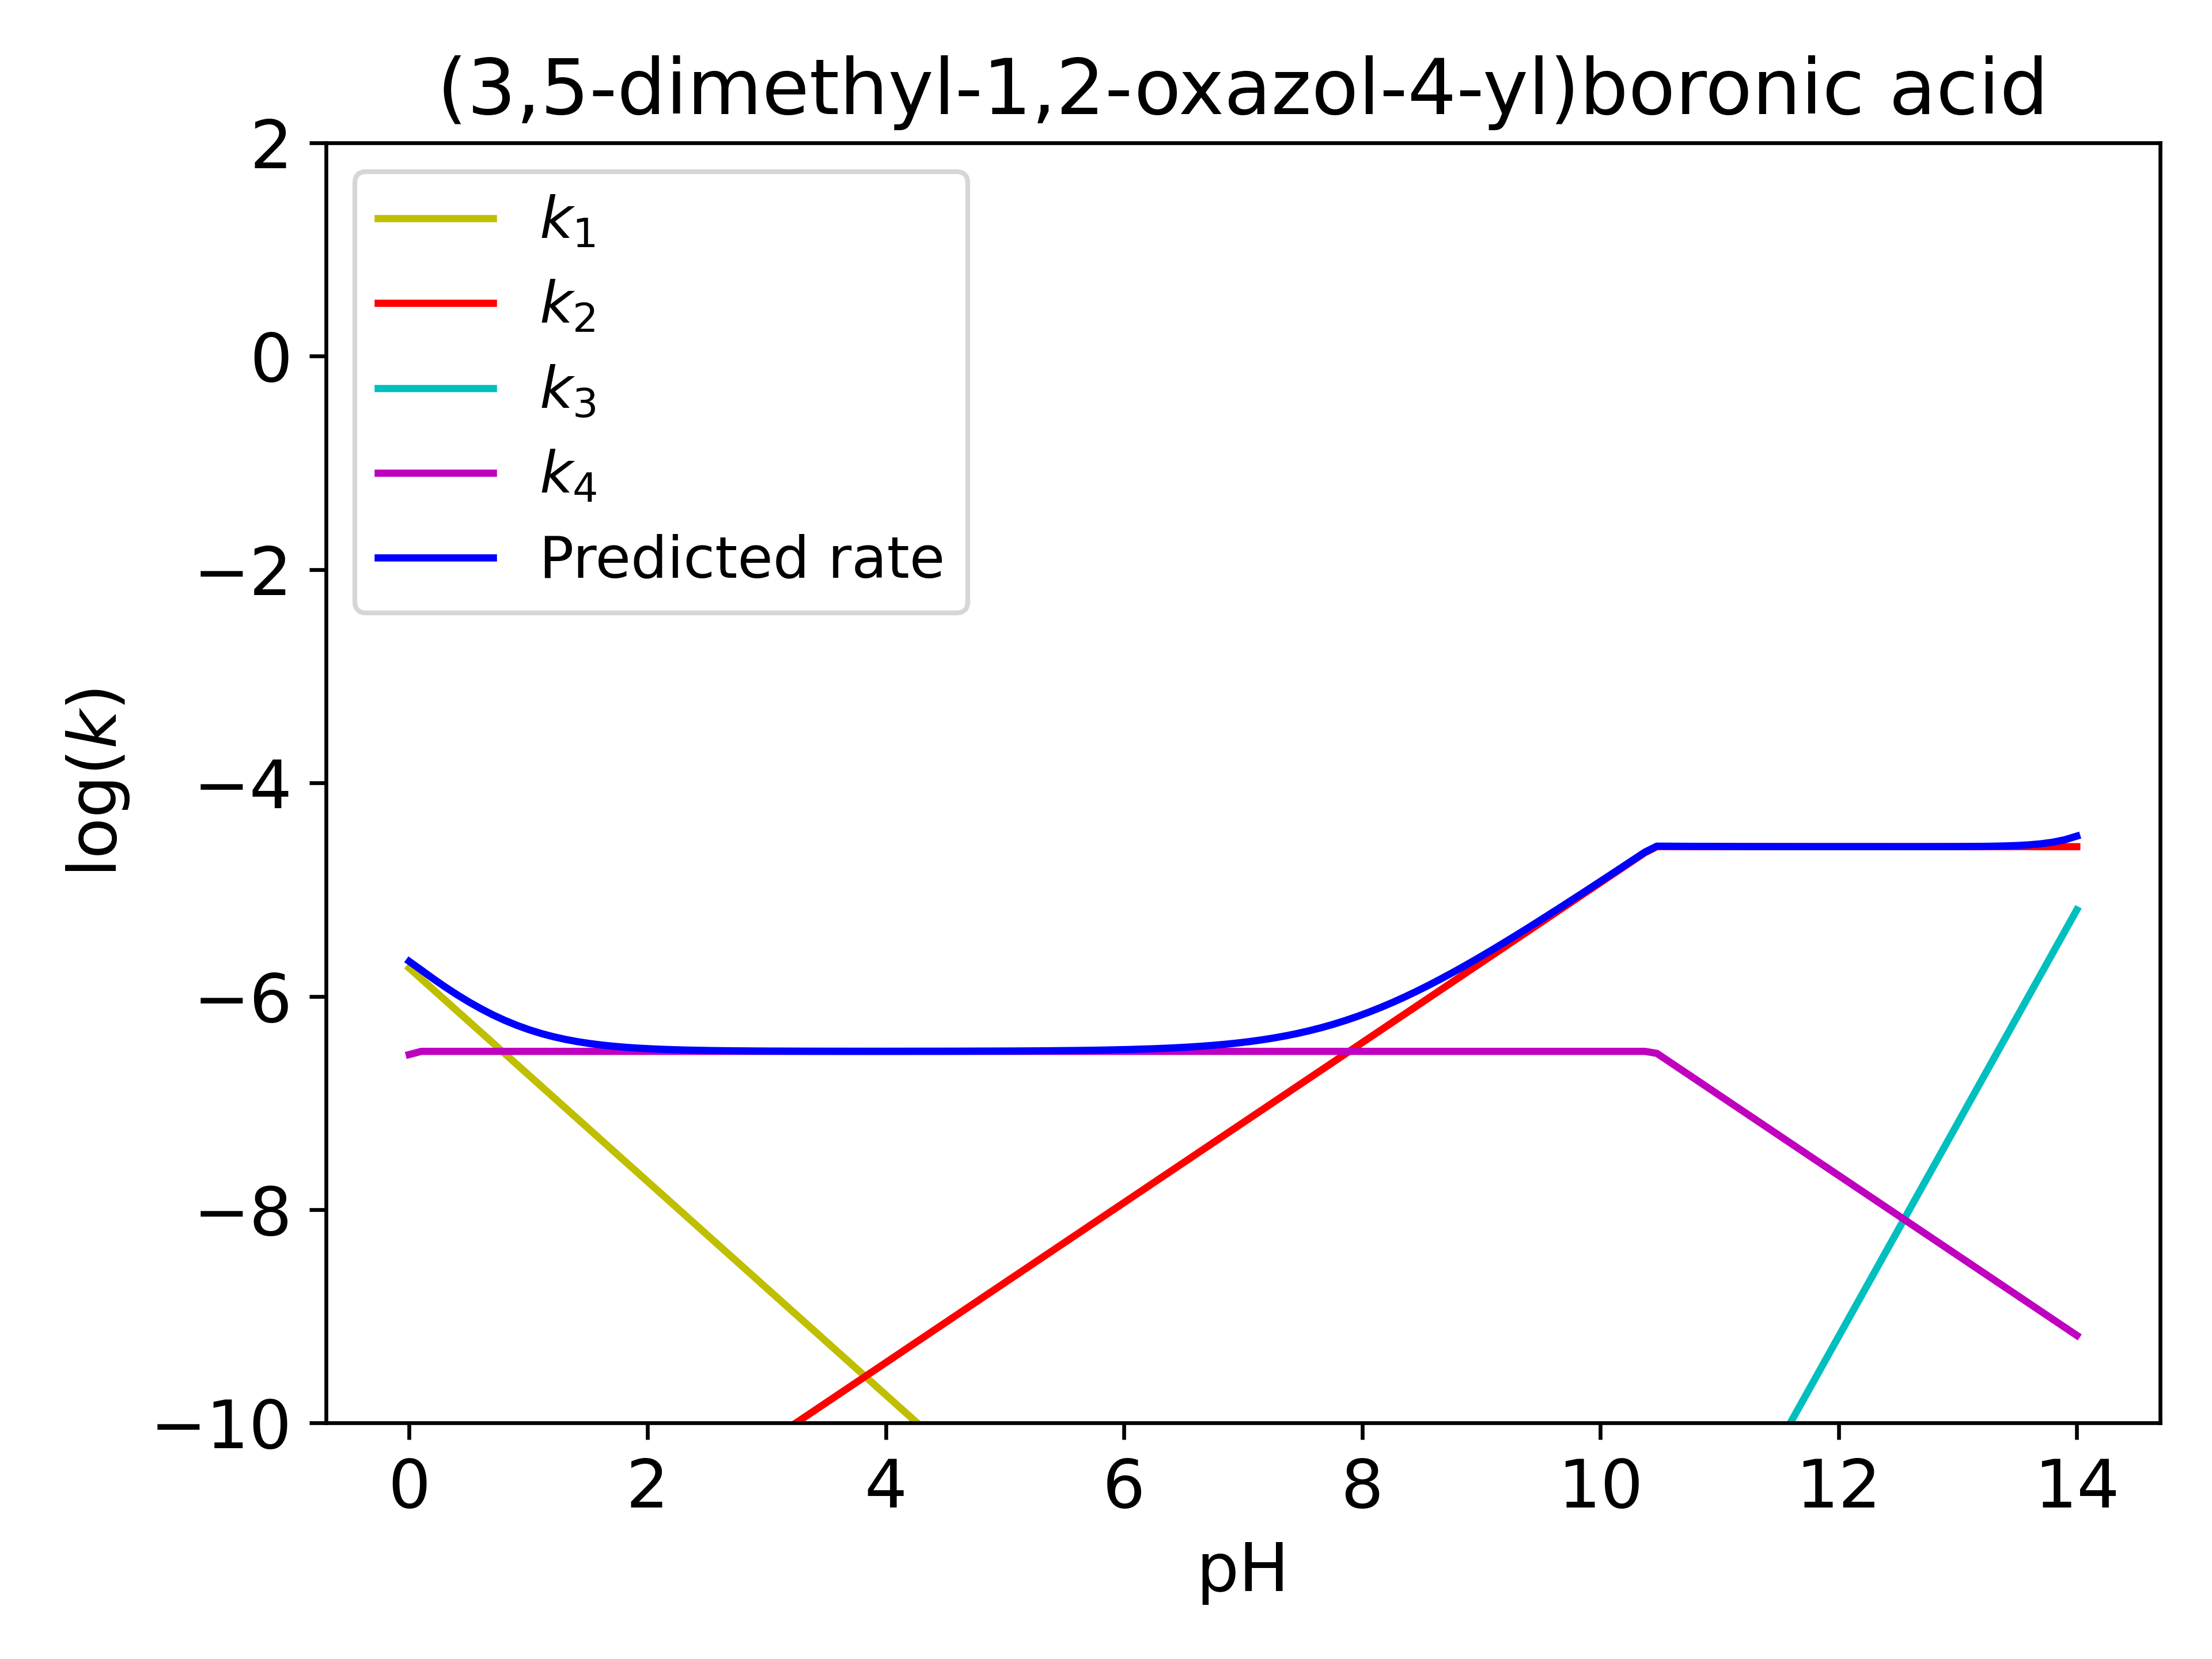 (3,5-dimethyl-1,2-oxazol-4-yl)boronic acid
2
0
−2
−4
−6
−8
−10
log(k)
k₁
k₂
k₃
k₄
Predicted rate
0 2 4 6 8 10 12 14
pH